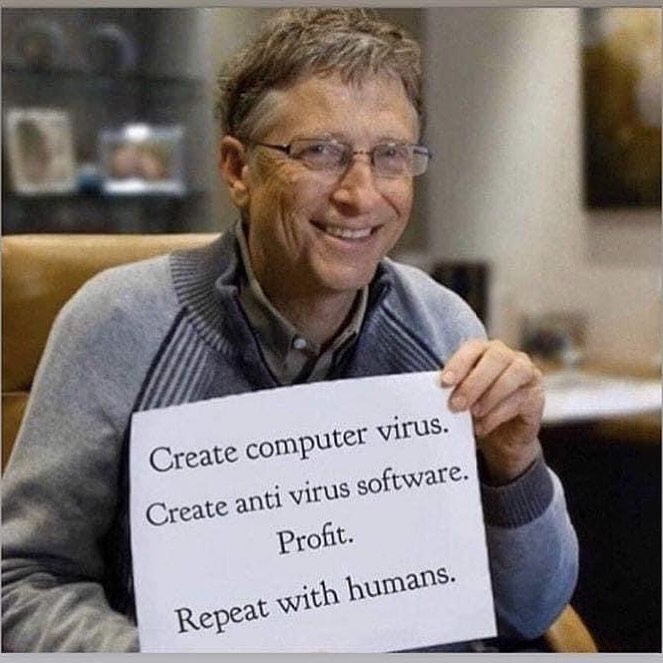 Create computer virus.
Create anti virus software.
Profit.
Repeat with humans.